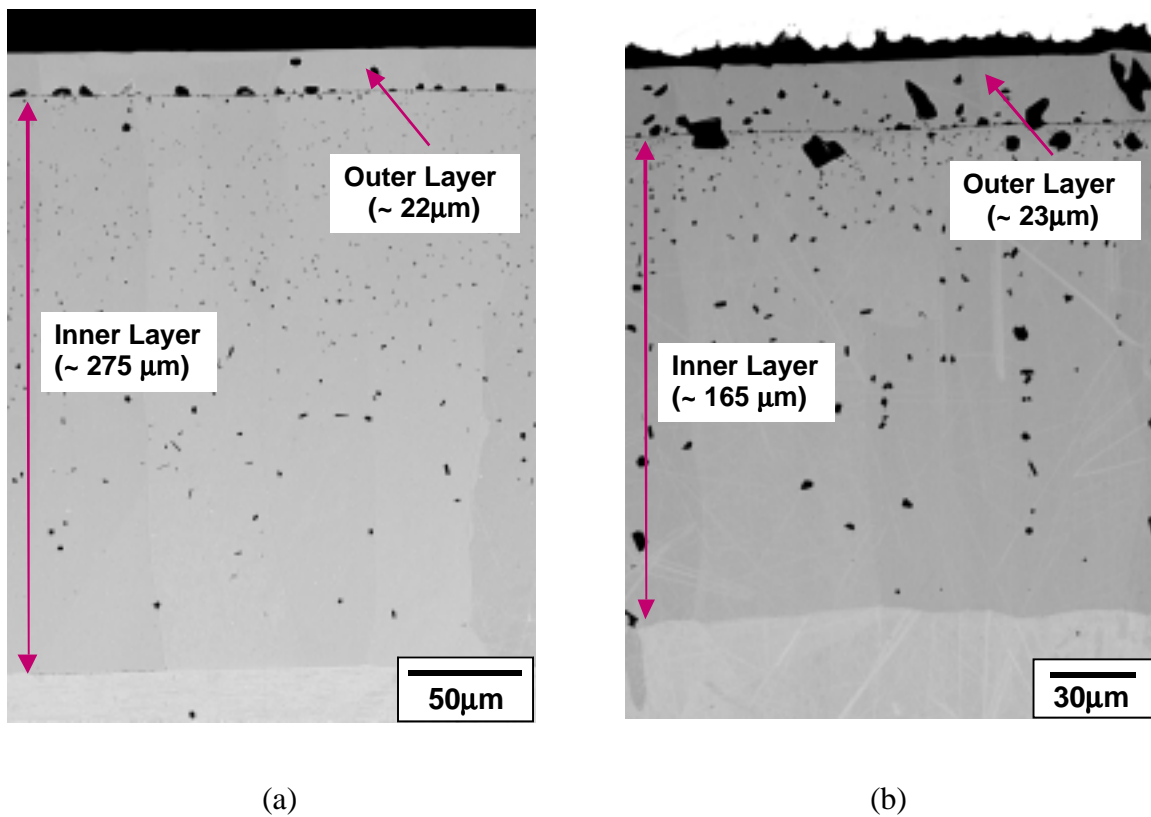 Outer Layer
(~ 22μm)
Inner Layer
(~ 275 μm)
50μm
(a)
Outer Layer
(~ 23μm)
Inner Layer
(~ 165 μm)
30μm
(b)